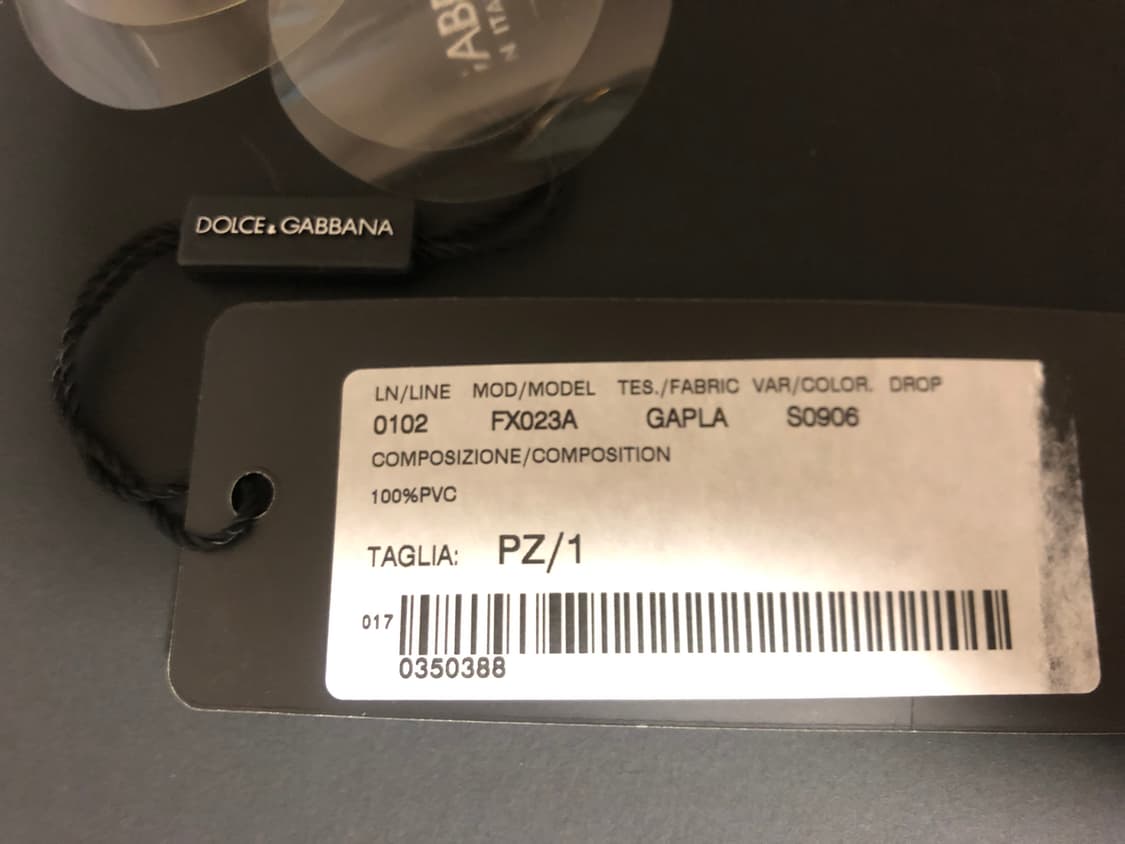 N ITA
DOLCE&GABBANA
LN/LINE MOD/MODEL TES./FABRIC VAR/COLOR. DROP
0102 FX023A GAPLA S0906
COMPOSIZIONE/COMPOSITION
100%PVC
TAGLIA: PZ/1
017
0350388